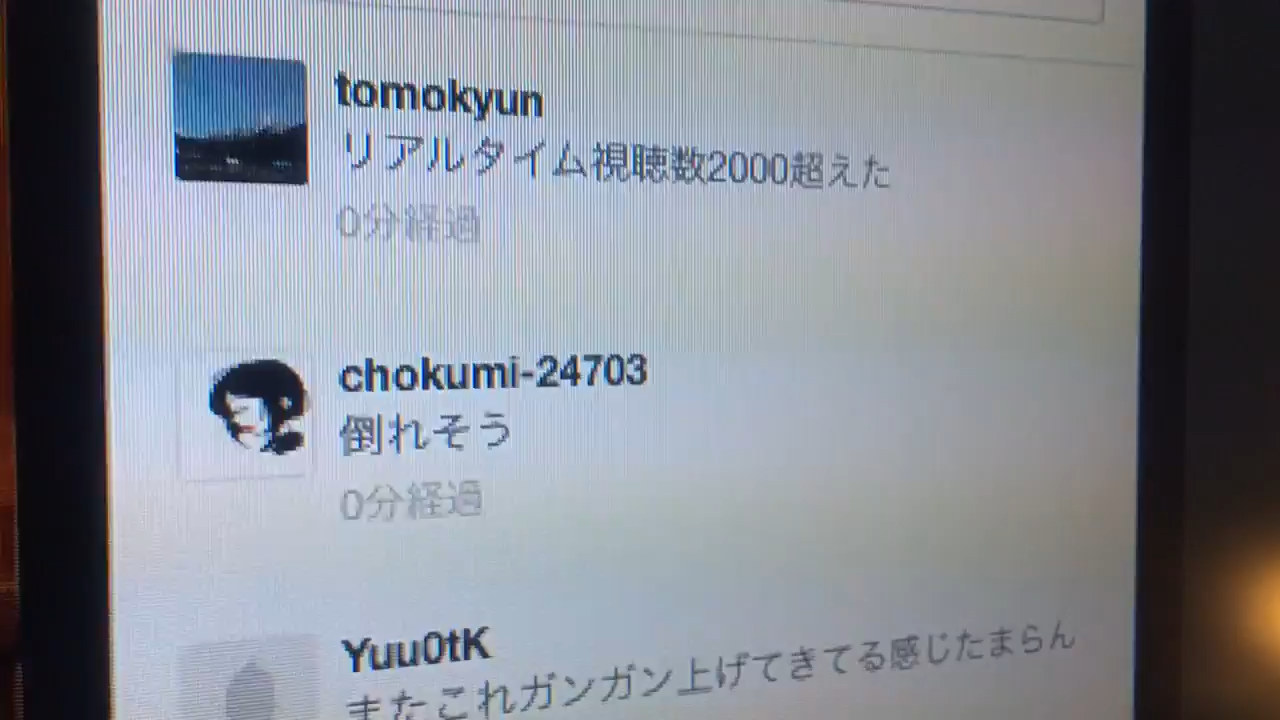 tomokyun
リアルタイム視聴数2000超えた
0分経過
chokumi-24703
倒れそう
0分経過
Yuu0tK
またこれガンガン上げてきてる感じたまらん